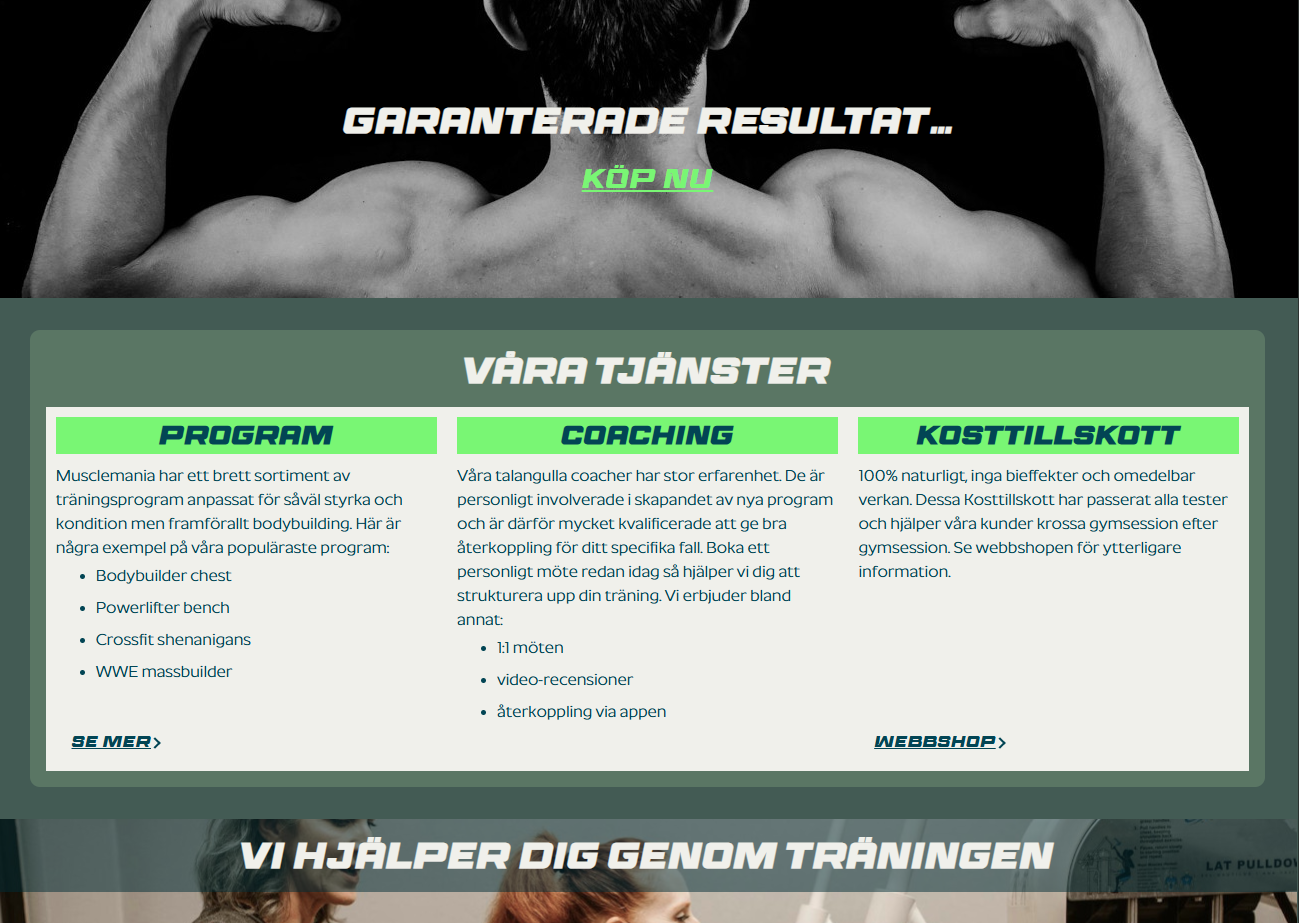 GARANTERADE RESULTAT...
KÖP NU
VÅRA TJÄNSTER
PROGRAM
Musclemania har ett brett sortiment av
träningsprogram anpassat för såväl styrka och
kondition men framförallt bodybuilding. Här är
några exempel på våra populäraste program:
• Bodybuilder chest
• Powerlifter bench
• Crossfit shenanigans
• WWE massbuilder
SE MER>
COACHING
Våra talangulla coacher har stor erfarenhet. De är
personligt involverade i skapandet av nya program
och är därför mycket kvalificerade att ge bra
återkoppling för ditt specifika fall. Boka ett
personligt möte redan idag så hjälper vi dig att
strukturera upp din träning. Vi erbjuder bland
annat:
• 1:1 möten
• video-recensioner
• återkoppling via appen
KOSTTILLSKOTT
100% naturligt, inga bieffekter och omedelbar
verkan. Dessa Kosttillskott har passerat alla tester
och hjälper våra kunder krossa gymsession efter
gymsession. Se webbshopen för ytterligare
information.
WEBBSHOP>
VI HJÄLPER DIG GENOM TRÄNINGEN
LAT PULLDO